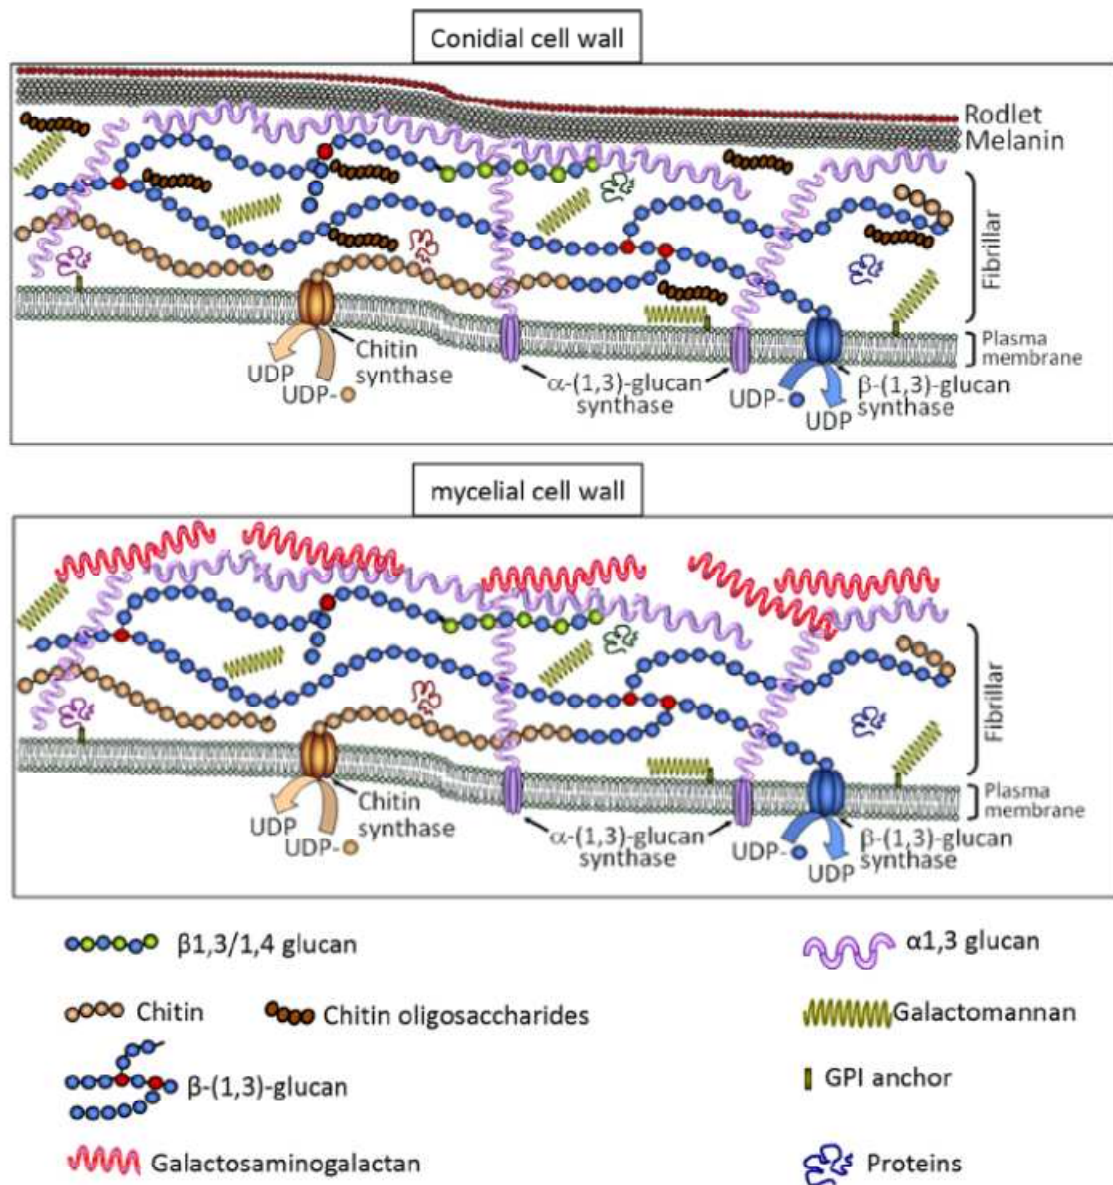 Conidial cell wall
Rodlet
Melanin
Fibrillar
Plasma
membrane
Chitin
synthase
UDP
UDP-
α-(1,3)-glucan
synthase
UDP-
UDP
β-(1,3)-glucan
synthase
mycelial cell wall
Fibrillar
Plasma
membrane
Chitin
synthase
UDP
UDP-
α-(1,3)-glucan
synthase
UDP-
UDP
β-(1,3)-glucan
synthase
β1,3/1,4 glucan
α1,3 glucan
Chitin
Chitin oligosaccharides
Galactomannan
β-(1,3)-glucan
GPI anchor
Galactosaminogalactan
Proteins